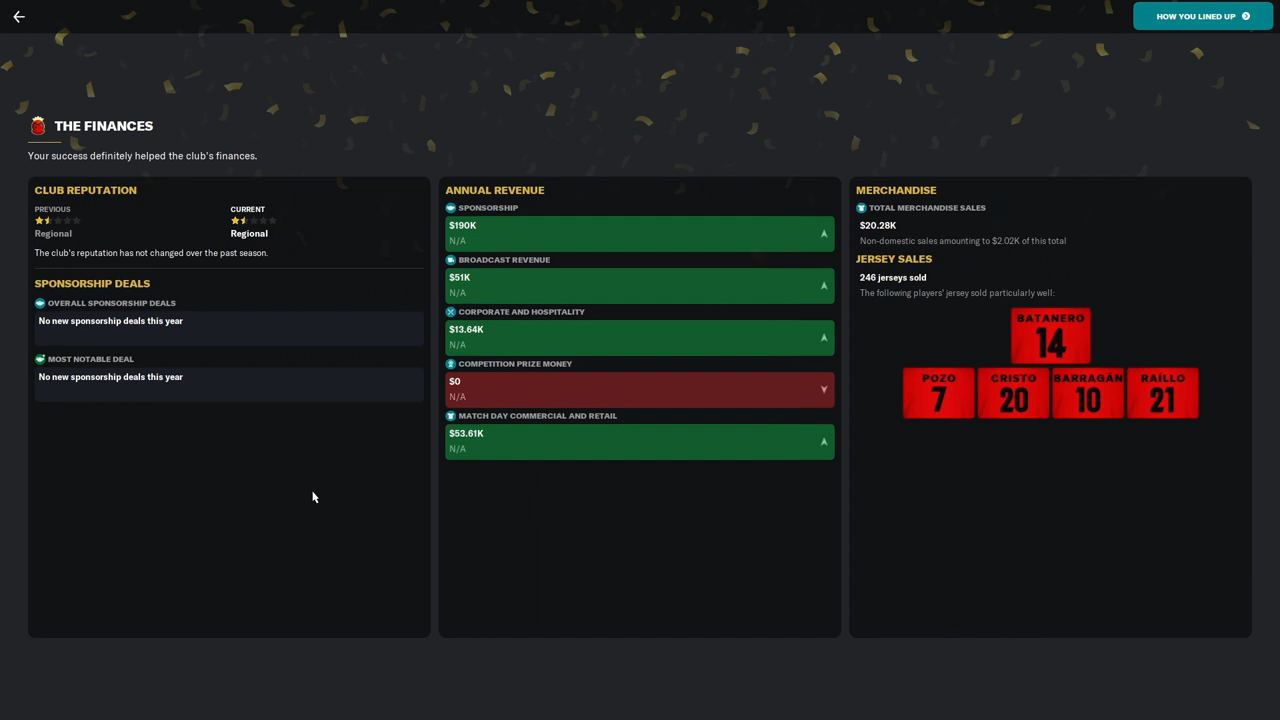 HOW YOU LINED UP
THE FINANCES
Your success definitely helped the club's finances.
CLUB REPUTATION
PREVIOUS
CURRENT
Regional
Regional
The club's reputation has not changed over the past season.
SPONSORSHIP DEALS
OVERALL SPONSORSHIP DEALS
No new sponsorship deals this year
MOST NOTABLE DEAL
No new sponsorship deals this year
ANNUAL REVENUE
SPONSORSHIP
$190K
N/A
BROADCAST REVENUE
$51K
N/A
CORPORATE AND HOSPITALITY
$13.64K
N/A
COMPETITION PRIZE MONEY
$0
N/A
MATCH DAY COMMERCIAL AND RETAIL
$53.61K
N/A
MERCHANDISE
TOTAL MERCHANDISE SALES
$20.28K
Non-domestic sales amounting to $2.02K of this total
JERSEY SALES
246 jerseys sold
The following players' jersey sold particularly well:
BATANERO
14
POZO
7
CRISTO
20
BARRAGÁN
10
RAÍLLO
21